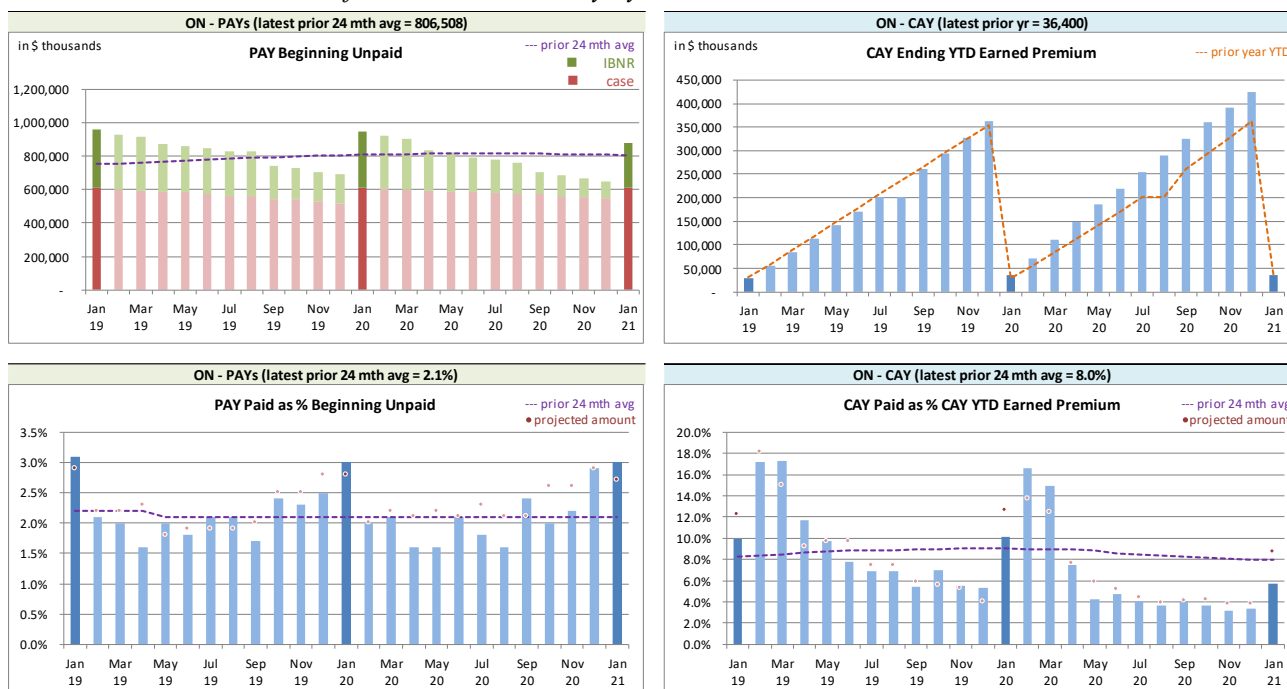 ON - PAYs (latest prior 24 mth avg = 806,508)
in $ thousands
PAY Beginning Unpaid
--- prior 24 mth avg
IBNR
case
1,200,000
1,000,000
800,000
600,000
400,000
200,000
-
Jan Mar May Jul Sep Nov Jan Mar May Jul Sep Nov Jan
19 19 19 19 19 19 20 20 20 20 20 20 21
ON - CAY (latest prior yr = 36,400)
in $ thousands
CAY Ending YTD Earned Premium
--- prior year YTD
450,000
400,000
350,000
300,000
250,000
200,000
150,000
100,000
50,000
-
Jan Mar May Jul Sep Nov Jan Mar May Jul Sep Nov Jan
19 19 19 19 19 19 20 20 20 20 20 20 21
ON - PAYs (latest prior 24 mth avg = 2.1%)
PAY Paid as % Beginning Unpaid
--- prior 24 mth avg
• projected amount
3.5%
3.0%
2.5%
2.0%
1.5%
1.0%
0.5%
0.0%
Jan Mar May Jul Sep Nov Jan Mar May Jul Sep Nov Jan
19 19 19 19 19 19 20 20 20 20 20 20 21
ON - CAY (latest prior 24 mth avg = 8.0%)
CAY Paid as % CAY YTD Earned Premium
--- prior 24 mth avg
• projected amount
20.0%
18.0%
16.0%
14.0%
12.0%
10.0%
8.0%
6.0%
4.0%
2.0%
0.0%
Jan Mar May Jul Sep Nov Jan Mar May Jul Sep Nov Jan
19 19 19 19 19 19 20 20 20 20 20 20 21